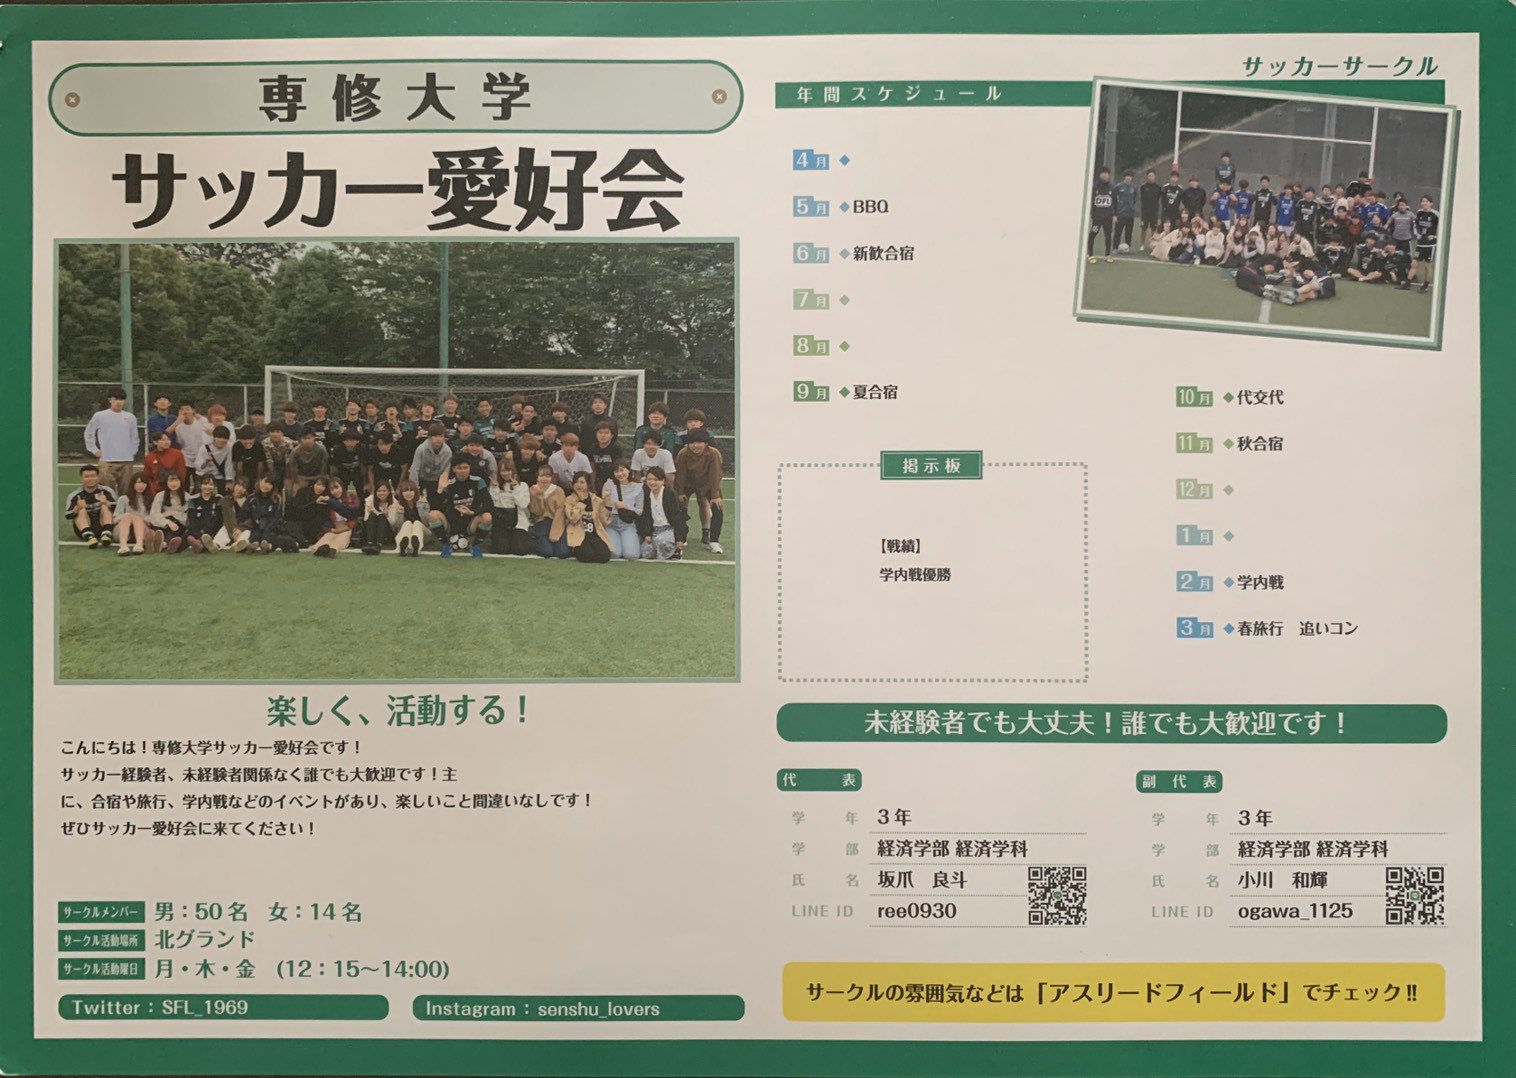 専修大学
サッカー愛好会
楽しく、活動する！
こんにちは！専修大学サッカー愛好会です！
サッカー経験者、未経験者関係なく誰でも大歓迎です！主
に、合宿や旅行、学内戦などのイベントがあり、楽しいこと間違いなしです！
ぜひサッカー愛好会に来てください！
サークルメンバー 男：50名 女：14名
サークル活動場所 北グランド
サークル活動曜日 月・木・金 （12：15〜14:00）
Twitter：SFL_1969
Instagram：senshu_lovers
サッカーサークル
年間スケジュール
4月◆
5月◆BBQ
6月◆新歓合宿
7月◆
8月◆
9月◆夏合宿
10月◆代交代
11月◆秋合宿
12月◆
1月◆
2月◆学内戦
3月◆春旅行 追いコン
掲示板
【戦績】
学内戦優勝
DFL
未経験者でも大丈夫！誰でも大歓迎です！
代表
学年 3年
学部 経済学部 経済学科
氏名 坂爪 良斗
LINE ID ree0930
副代表
学年 3年
学部 経済学部 経済学科
氏名 小川 和輝
LINE ID ogawa_1125
サークルの雰囲気などは「アスリードフィールド」でチェック!!